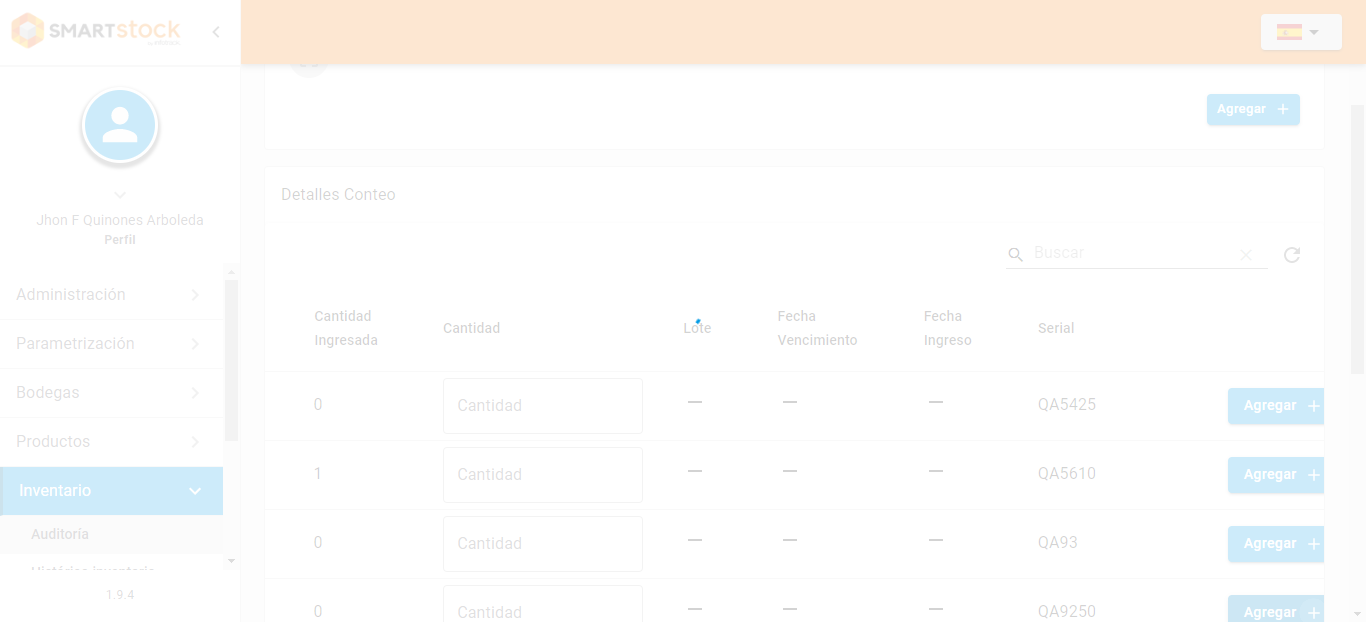 SMARTstock
Jhon F Quinones Arboleda
Perfil
Administración
Parametrización
Bodegas
Productos
Inventario
Auditoría
Histórico inventario
1.9.4
Agregar
Detalles Conteo
Buscar
Cantidad Ingresada Cantidad Lote Fecha Vencimiento Fecha Ingreso Serial
0 Cantidad — — — QA5425 Agregar
1 Cantidad — — — QA5610 Agregar
0 Cantidad — — — QA93 Agregar
0 Cantidad — — — QA9250 Agregar